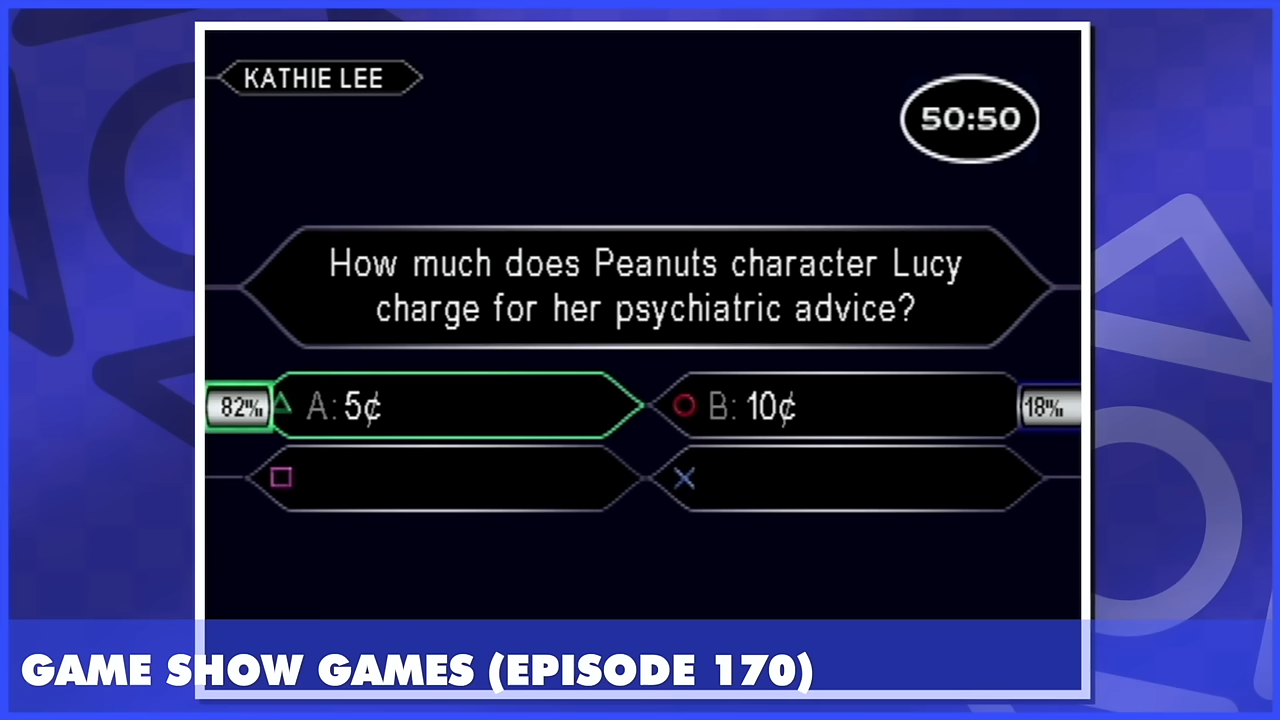 KATHIE LEE
50:50
How much does Peanuts character Lucy
charge for her psychiatric advice?
82% A: 5¢ B: 10¢ 18%
GAME SHOW GAMES (EPISODE 170)